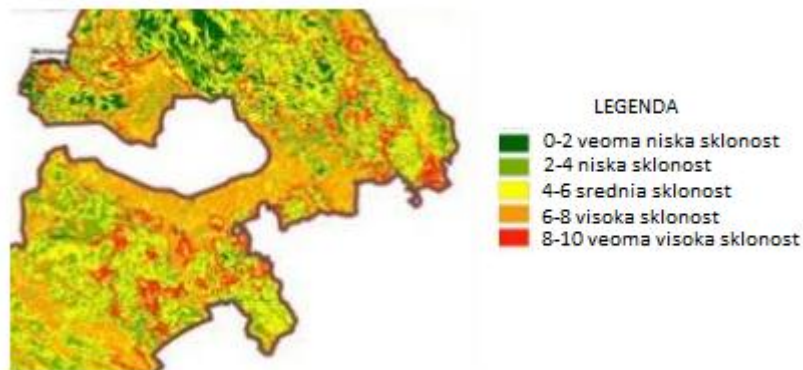 LEGENDA
0-2 veoma niska sklonost
2-4 niska sklonost
4-6 srednia sklonost
6-8 visoka sklonost
8-10 veoma visoka sklonost